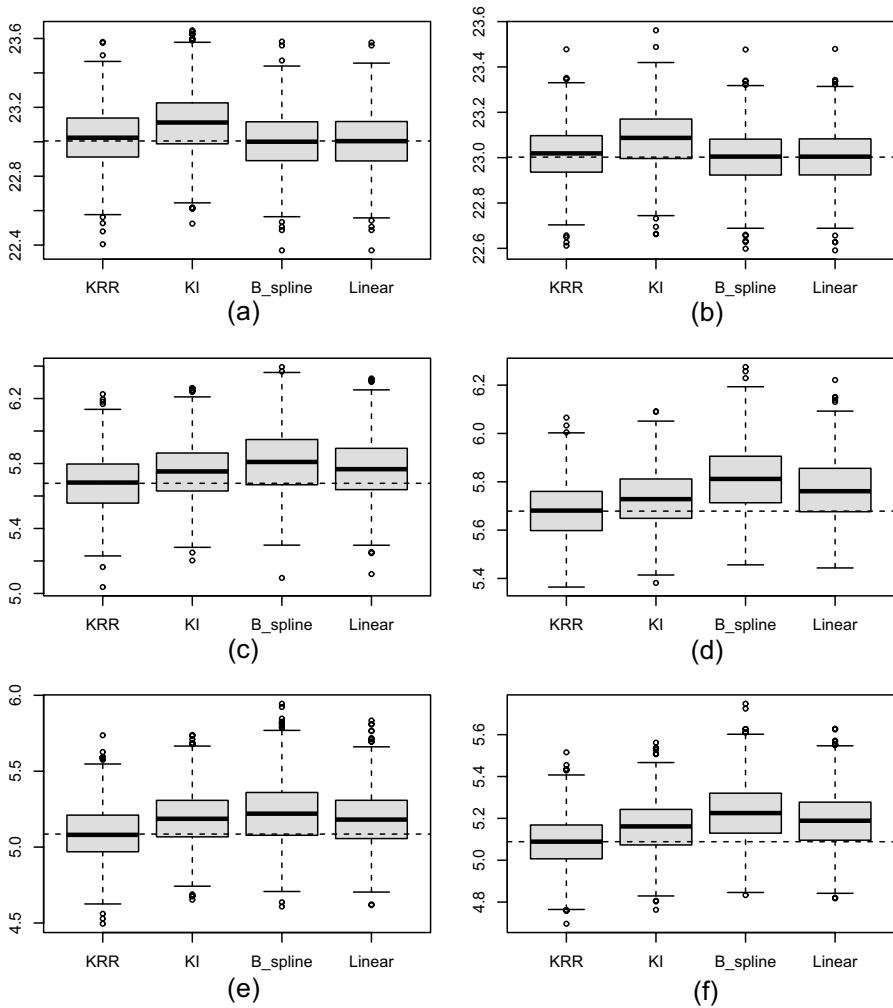 23.6
23.2
22.8
22.4
KRR KI B_spline Linear
(a)
23.6
23.4
23.2
23.0
22.8
22.6
KRR KI B_spline Linear
(b)
6.2
5.8
5.4
5.0
KRR KI B_spline Linear
(c)
6.2
6.0
5.8
5.6
5.4
KRR KI B_spline Linear
(d)
6.0
5.5
5.0
4.5
KRR KI B_spline Linear
(e)
5.6
5.4
5.2
5.0
4.8
KRR KI B_spline Linear
(f)